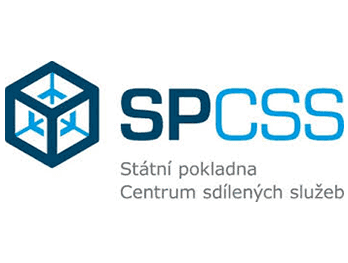 SPCSS
Státní pokladna
Centrum sdílených služeb